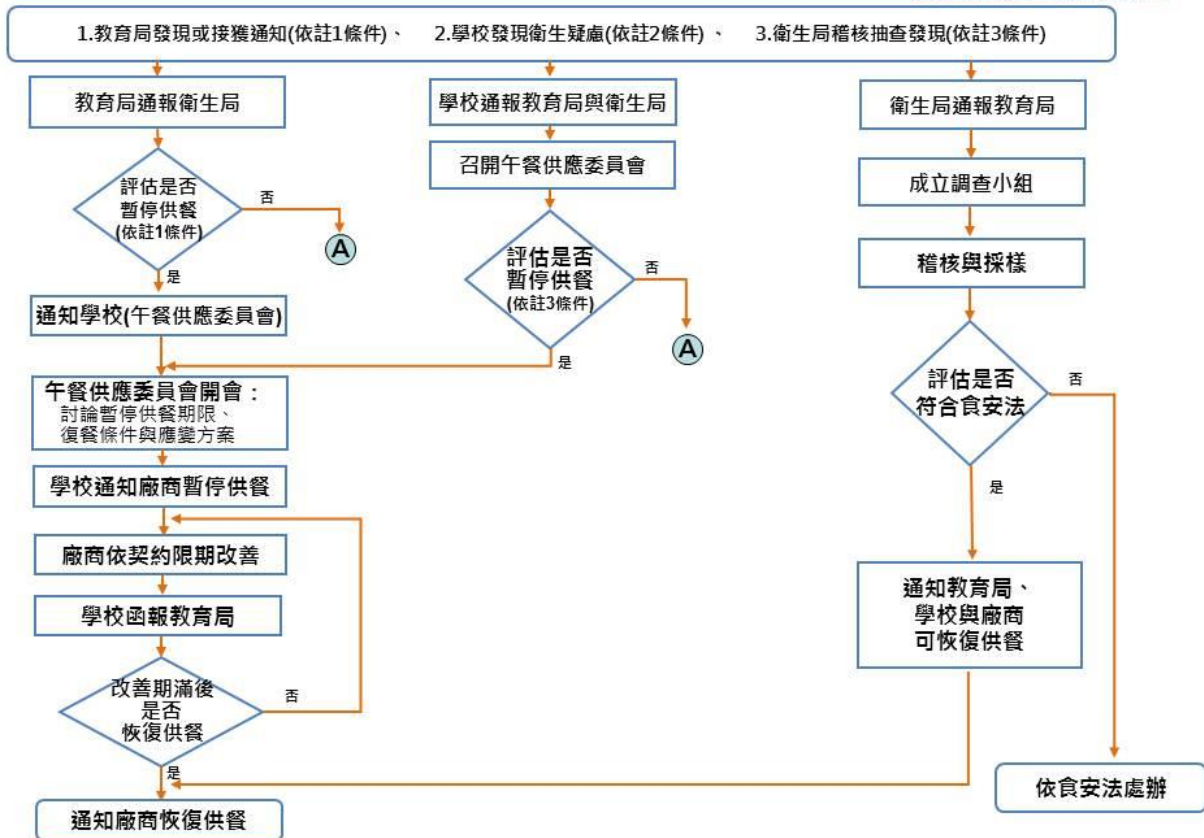 1.教育局發現或接獲通知(依註1條件)、 2.學校發現衛生疑慮(依註2條件)、 3.衛生局稽核抽查發現(依註3條件)
教育局通報衛生局
評估是否
暫停供餐
(依註1條件)
否
A
是
通知學校(午餐供應委員會)
學校通報教育局與衛生局
召開午餐供應委員會
評估是否
暫停供餐
(依註3條件)
否
A
是
午餐供應委員會開會：
討論暫停供餐期限、
復餐條件與應變方案
學校通知廠商暫停供餐
廠商依契約限期改善
學校函報教育局
改善期滿後
是否
恢復供餐
否
是
通知廠商恢復供餐
衛生局通報教育局
成立調查小組
稽核與採樣
評估是否
符合食安法
否
是
通知教育局、
學校與廠商
可恢復供餐
依食安法處辦